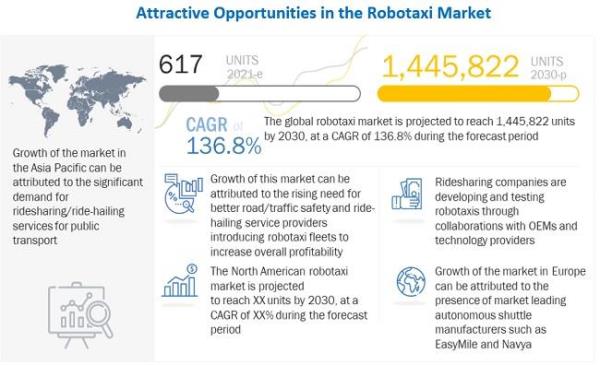 Attractive Opportunities in the Robotaxi Market
617
UNITS
2021-e
1,445,822
UNITS
2030-p
CAGR of
136.8%
The global robotaxi market is projected to reach 1,445,822 units
by 2030, at a CAGR of 136.8% during the forecast period
Growth of the market in
the Asia Pacific can be
attributed to the significant
demand for
ridesharing/ride-hailing
services for public
transport
Growth of this market can be
attributed to the rising need for
better road/traffic safety and ride-
hailing service providers
introducing robotaxi fleets to
increase overall profitability
Ridesharing companies are
developing and testing
robotaxis through
collaborations with OEMs and
technology providers
The North American robotaxi
market is projected
to reach XX units by 2030, at a
CAGR of XX% during the forecast
period
Growth of the market in Europe
can be attributed to the
presence of market leading
autonomous shuttle
manufacturers such as
EasyMile and Navya